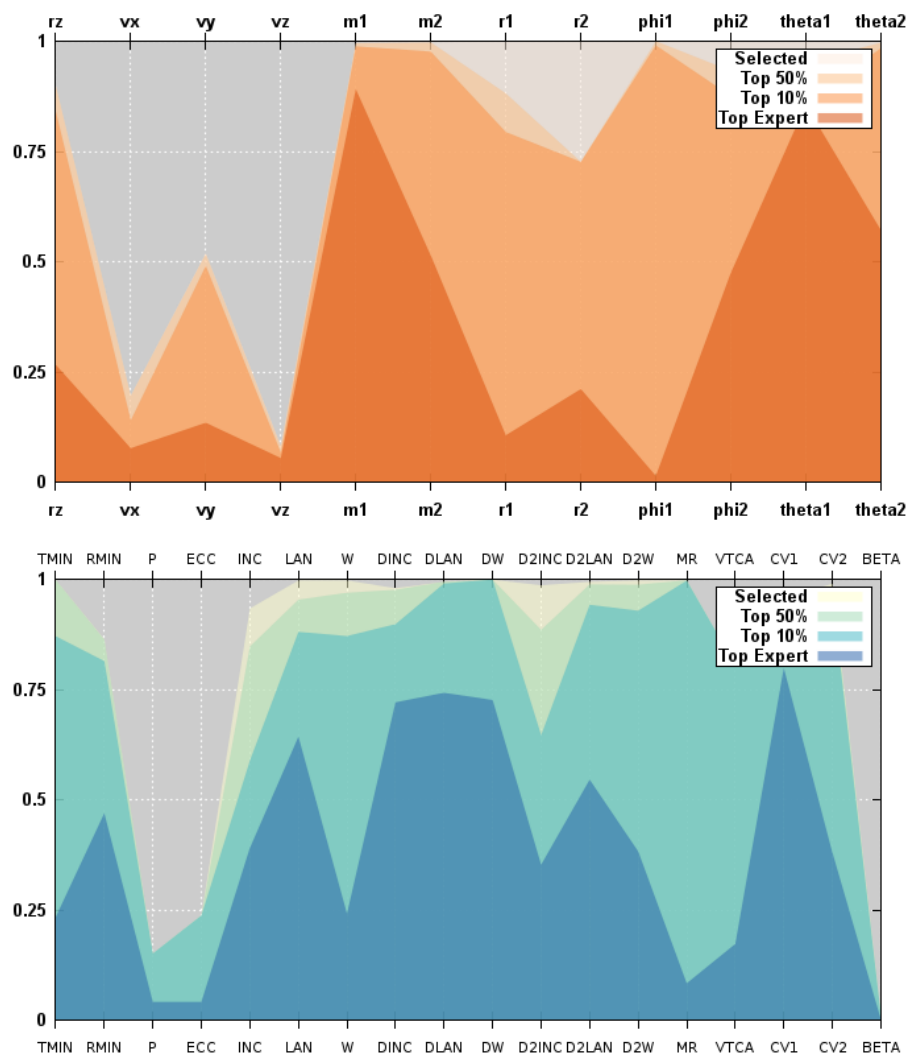 rz vx vy vz m1 m2 r1 r2 phi1 phi2 theta1 theta2
1
Selected
Top 50%
Top 10%
Top Expert
0.75
0.5
0.25
0
rz vx vy vz m1 m2 r1 r2 phi1 phi2 theta1 theta2
TMIN RMIN P ECC INC LAN W DINC DLAN DW D2INC D2LAN D2W MR VTCA CV1 CV2 BETA
1
Selected
Top 50%
Top 10%
Top Expert
0.75
0.5
0.25
0
TMIN RMIN P ECC INC LAN W DINC DLAN DW D2INC D2LAN D2W MR VTCA CV1 CV2 BETA